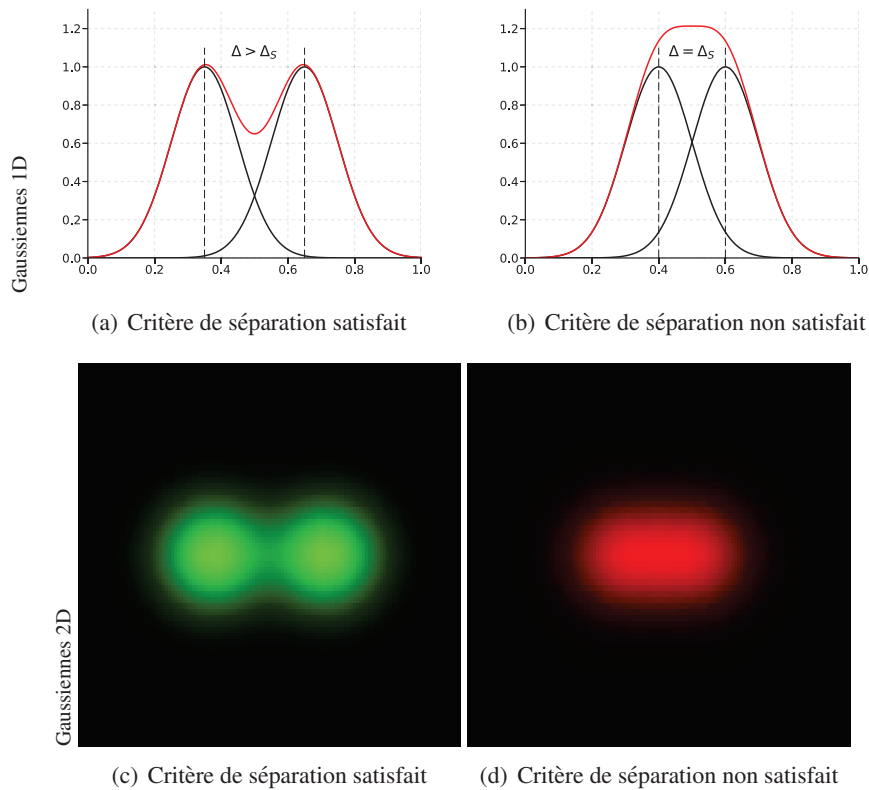 Gaussiennes 1D
1.2
1.0
0.8
0.6
0.4
0.2
0.0
0.0 0.2 0.4 0.6 0.8 1.0
Δ > Δ_S
1.2
1.0
0.8
0.6
0.4
0.2
0.0
0.0 0.2 0.4 0.6 0.8 1.0
Δ = Δ_S
(a) Critère de séparation satisfait
(b) Critère de séparation non satisfait
Gaussiennes 2D
(c) Critère de séparation satisfait
(d) Critère de séparation non satisfait